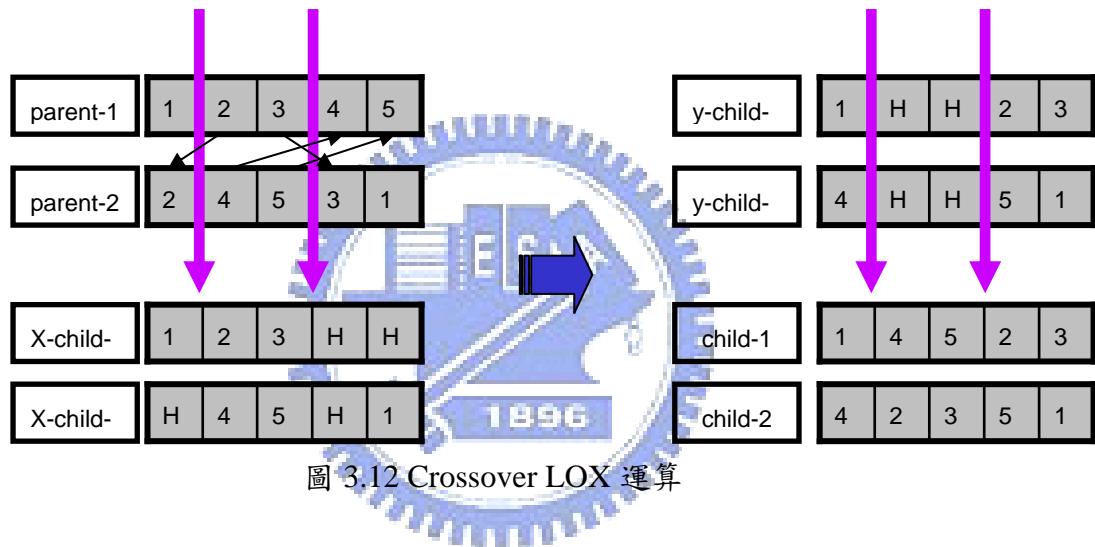 parent-1 1 2 3 4 5
parent-2 2 4 5 3 1
X-child- 1 2 3 H H
X-child- H 4 5 H 1
y-child- 1 H H 2 3
y-child- 4 H H 5 1
child-1 1 4 5 2 3
child-2 4 2 3 5 1
1896
圖 3.12 Crossover LOX 運算